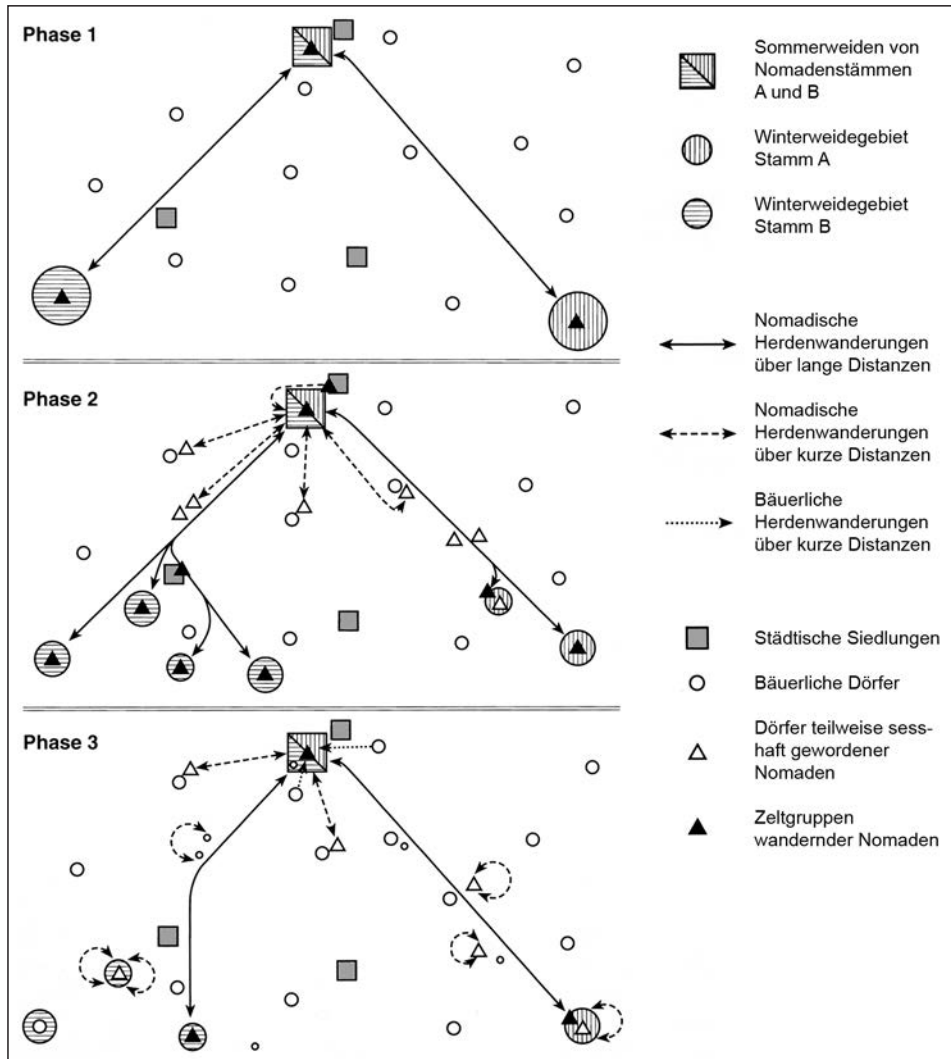 Phase 1
Sommerweiden von
Nomadenstämmen
A und B
Winterweidegebiet
Stamm A
Winterweidegebiet
Stamm B
Nomadische
Herdenwanderungen
über lange Distanzen
Phase 2
Nomadische
Herdenwanderungen
über kurze Distanzen
Bäuerliche
Herdenwanderungen
über kurze Distanzen
Städtische Siedlungen
Bäuerliche Dörfer
Phase 3
Dörfer teilweise sess-
haft gewordener
Nomaden
Zeltgruppen
wandernder Nomaden